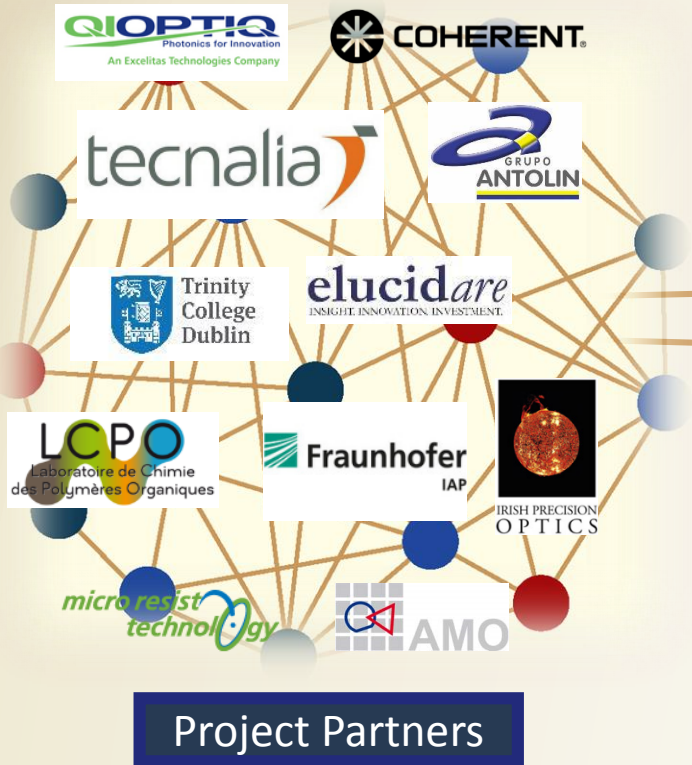 QIOPTIQ
Photonics for Innovation
An Excelitas Technologies Company
COHERENT.
tecnalia
GRUPO
ANTOLIN
Trinity
College
Dublin
elucidare
INSIGHT. INNOVATION. INVESTMENT.
LCPO
Laboratoire de Chimie
des Polymères Organiques
Fraunhofer
IAP
IRISH PRECISION
OPTICS
micro resist
technology
AMO
Project Partners